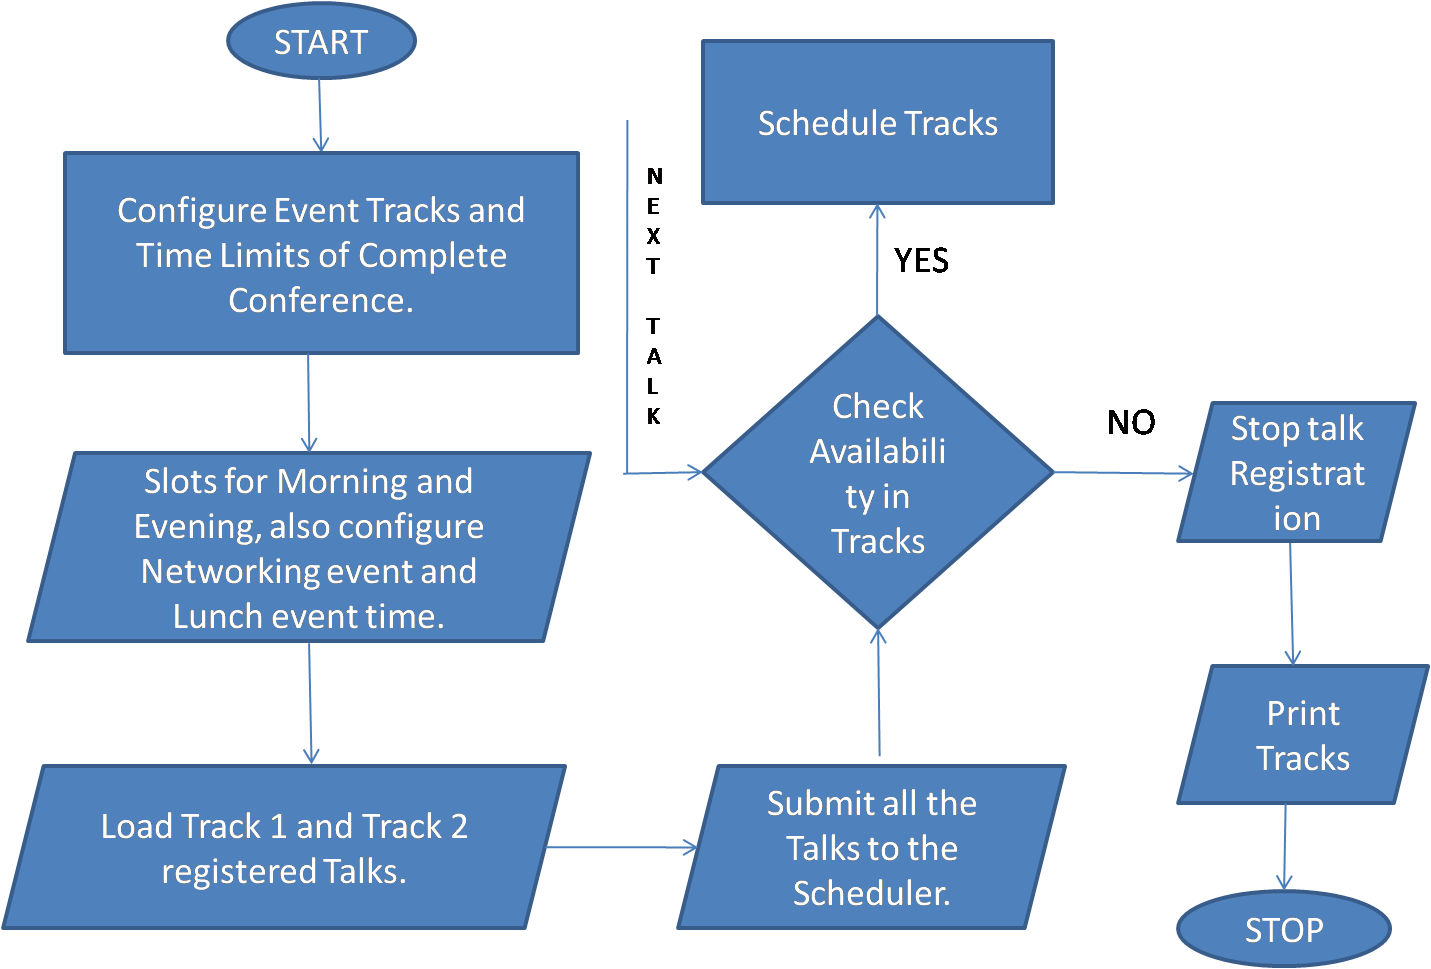 START
Configure Event Tracks and
Time Limits of Complete
Conference.
Slots for Morning and
Evening, also configure
Networking event and
Lunch event time.
Load Track 1 and Track 2
registered Talks.
Submit all the
Talks to the
Scheduler.
NEXT TALK
Check
Availabili
ty in
Tracks
YES
Schedule Tracks
NO
Stop talk
Registrat
ion
Print
Tracks
STOP